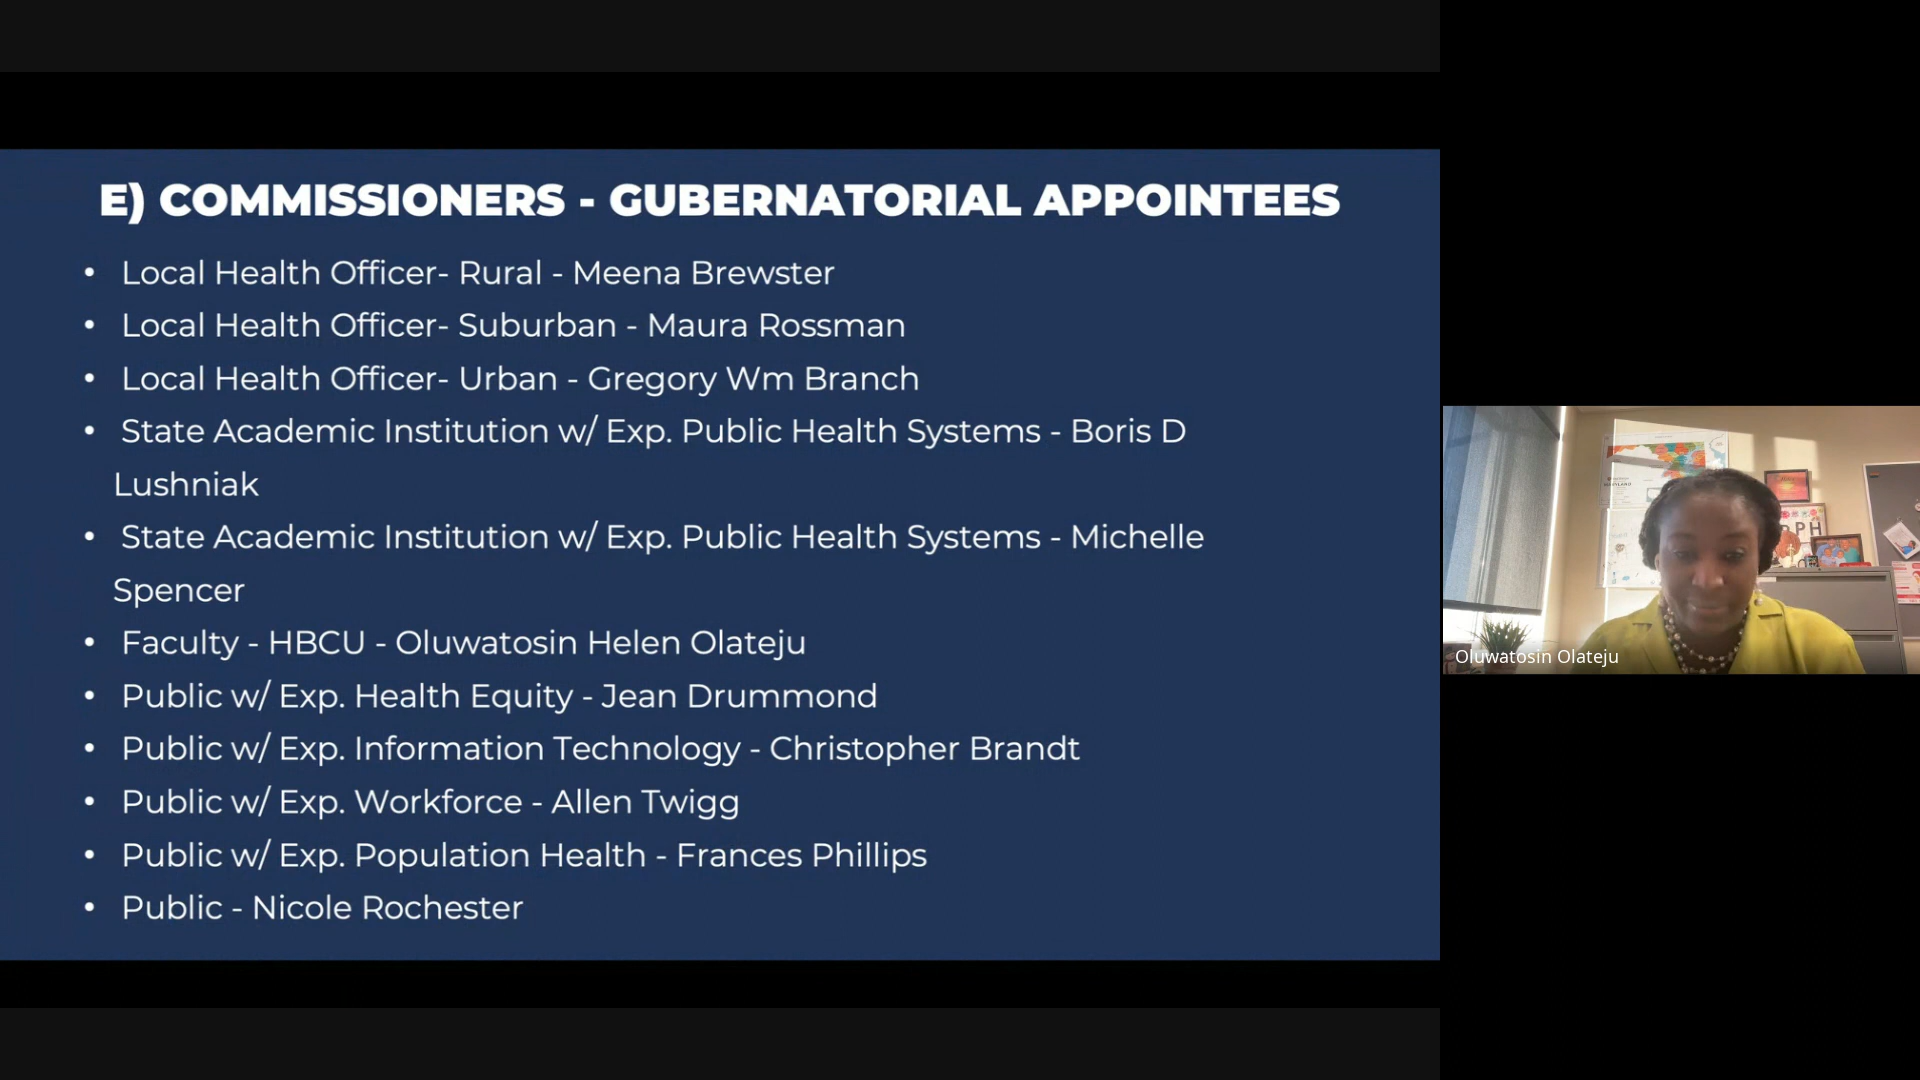 E) COMMISSIONERS - GUBERNATORIAL APPOINTEES
• Local Health Officer- Rural - Meena Brewster
• Local Health Officer- Suburban - Maura Rossman
• Local Health Officer- Urban - Gregory Wm Branch
• State Academic Institution w/ Exp. Public Health Systems - Boris D
Lushniak
• State Academic Institution w/ Exp. Public Health Systems - Michelle
Spencer
• Faculty - HBCU - Oluwatosin Helen Olateju
• Public w/ Exp. Health Equity - Jean Drummond
• Public w/ Exp. Information Technology - Christopher Brandt
• Public w/ Exp. Workforce - Allen Twigg
• Public w/ Exp. Population Health - Frances Phillips
• Public - Nicole Rochester
PH
Oluwatosin Olateju